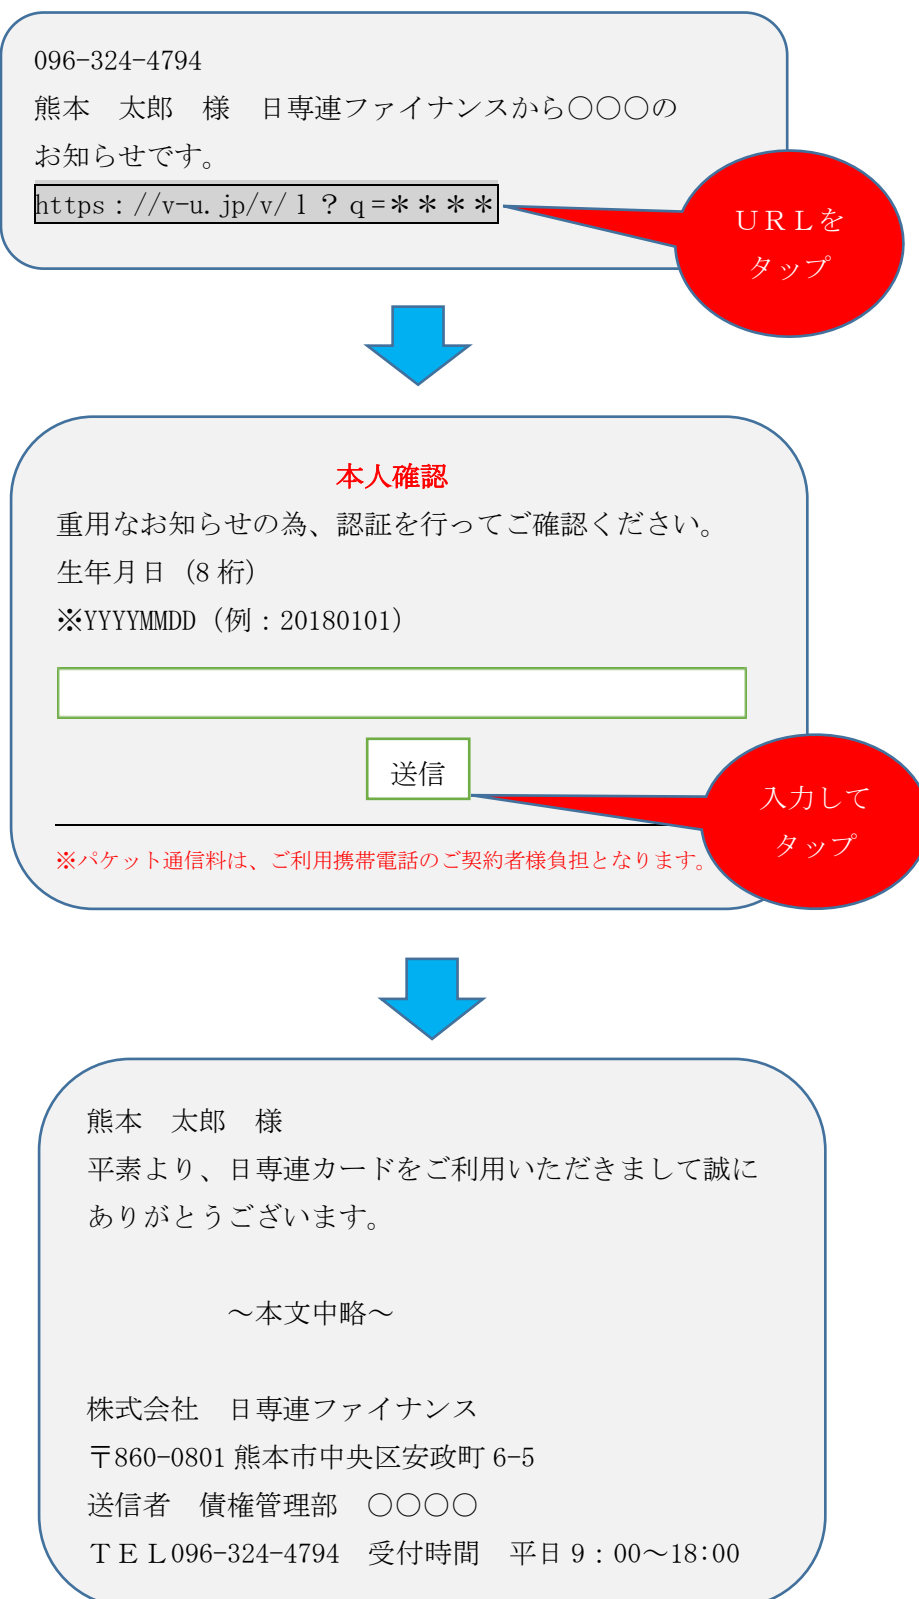 096-324-4794
熊本　太郎　様　日専連ファイナンスから〇〇〇の
お知らせです。
https：//v-u.jp/v/１？ｑ=＊＊＊＊
ＵＲＬを
タップ
本人確認
重用なお知らせの為、認証を行ってご確認ください。
生年月日（8 桁）
※YYYYMMDD（例：20180101）
送信
入力して
タップ
※パケット通信料は、ご利用携帯電話のご契約者様負担となります。
熊本　太郎　様
平素より、日専連カードをご利用いただきまして誠に
ありがとうございます。
～本文中略～
株式会社　日専連ファイナンス
〒860-0801 熊本市中央区安政町 6-5
送信者　債権管理部　〇〇〇〇
ＴＥＬ096-324-4794　受付時間　平日 9：00～18:00